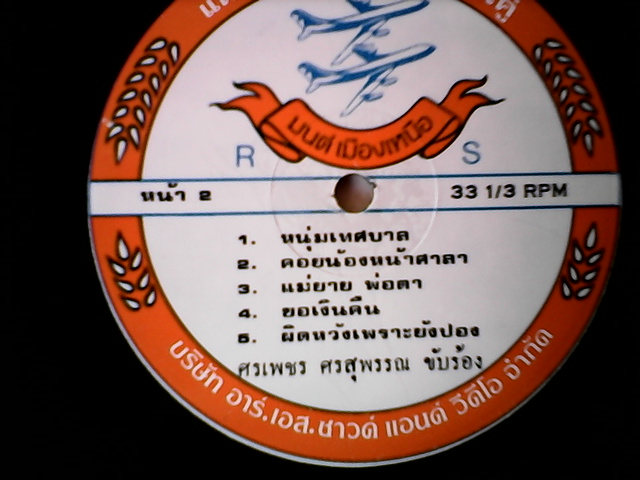 มนต์เมืองเหนือ
R S
หน้า 2
33 1/3 RPM
1. หนุ่มเทศบาล
2. คอยน้องหน้าศาลา
3. แม่ยาย พ่อตา
4. ขอเงินคืน
5. ผิดหวังเพราะยังปอง
ศรเพชร ศรสุพรรณ ขับร้อง
บริษัท อาร์.เอส.ซาวด์ แอนด์ วีดีโอ จำกัด